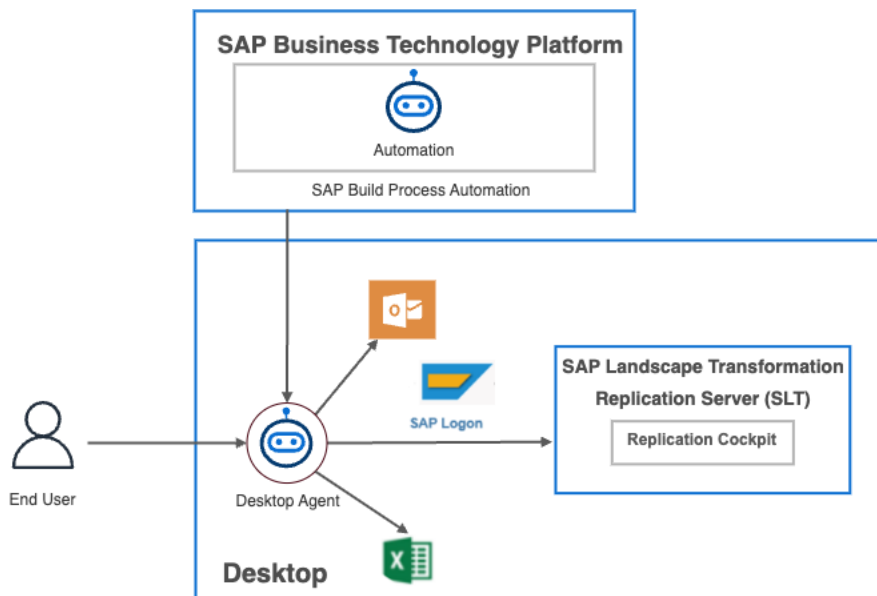 SAP Business Technology Platform
Automation
SAP Build Process Automation
O
SAP Logon
SAP Landscape Transformation
Replication Server (SLT)
Replication Cockpit
End User
Desktop Agent
X
Desktop